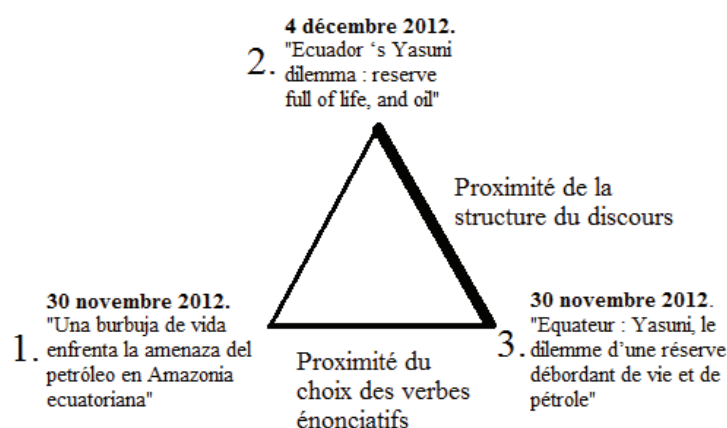 4 décembre 2012.
2. "Ecuador ‘s Yasuni
dilemma : reserve
full of life, and oil"
Proximité de la
structure du discours
30 novembre 2012.
"Una burbuja de vida
1. enfrenta la amenaza del
petróleo en Amazonia
ecuatoriana"
Proximité du
choix des verbes
énonciatifs
30 novembre 2012.
"Equateur : Yasuni, le
3. dilemme d’une réserve
débordant de vie et de
pétrole"